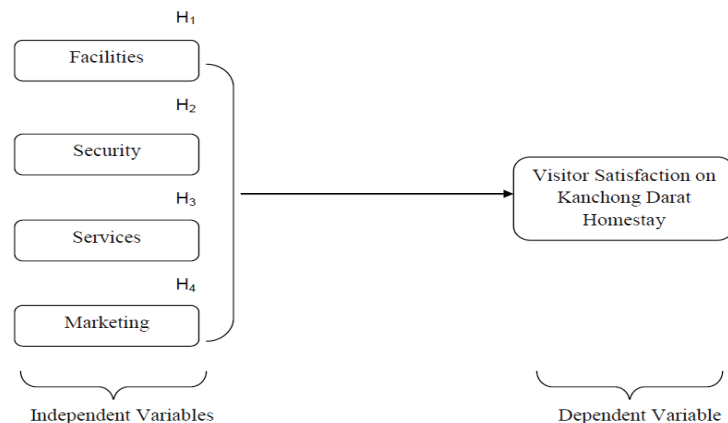 H₁
Facilities
H₂
Security
H₃
Services
H₄
Marketing
Visitor Satisfaction on
Kanchong Darat
Homestay
Independent Variables
Dependent Variable